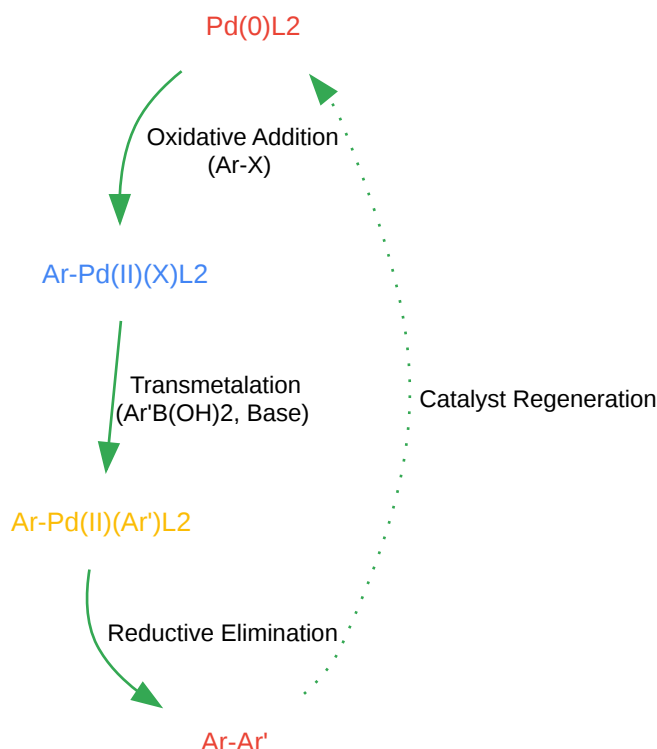 Pd(0)L2
Oxidative Addition
(Ar-X)
Ar-Pd(II)(X)L2
Transmetalation
(Ar'B(OH)2, Base)
Catalyst Regeneration
Ar-Pd(II)(Ar')L2
Reductive Elimination
Ar-Ar'